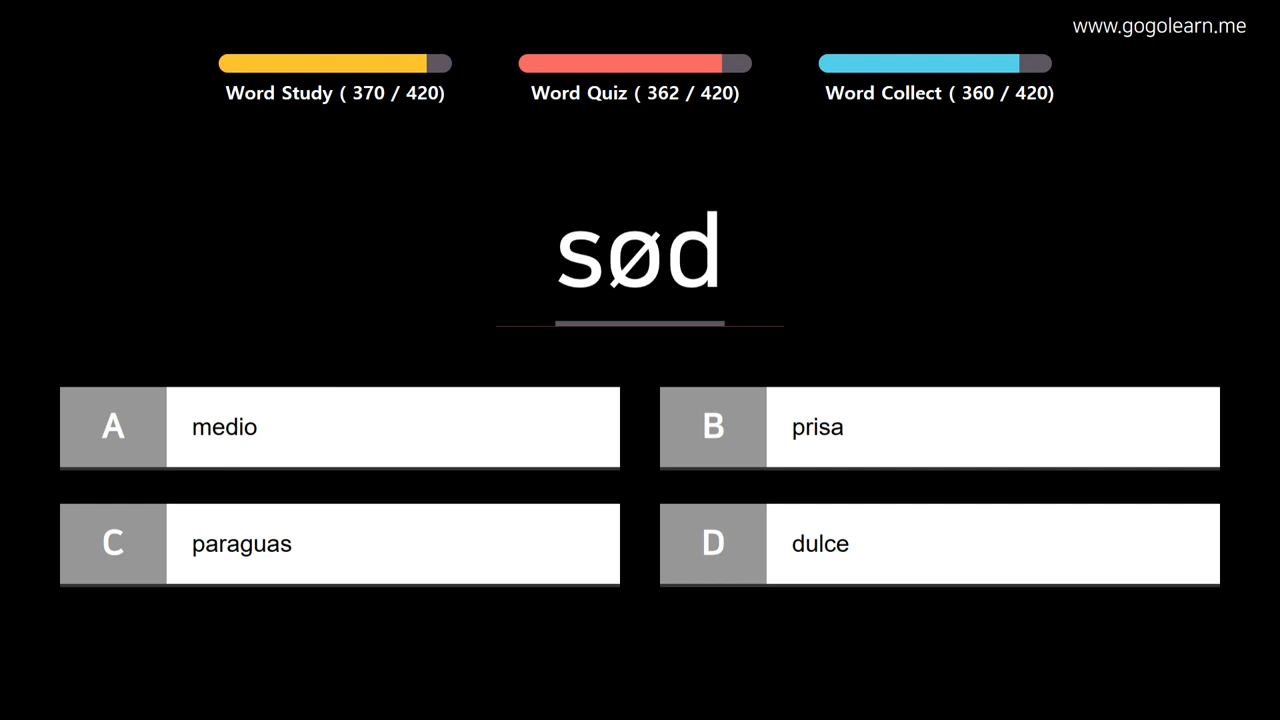 www.gogolearn.me
Word Study ( 370 / 420)
Word Quiz ( 362 / 420)
Word Collect ( 360 / 420)
sød
A medio
B prisa
C paraguas
D dulce